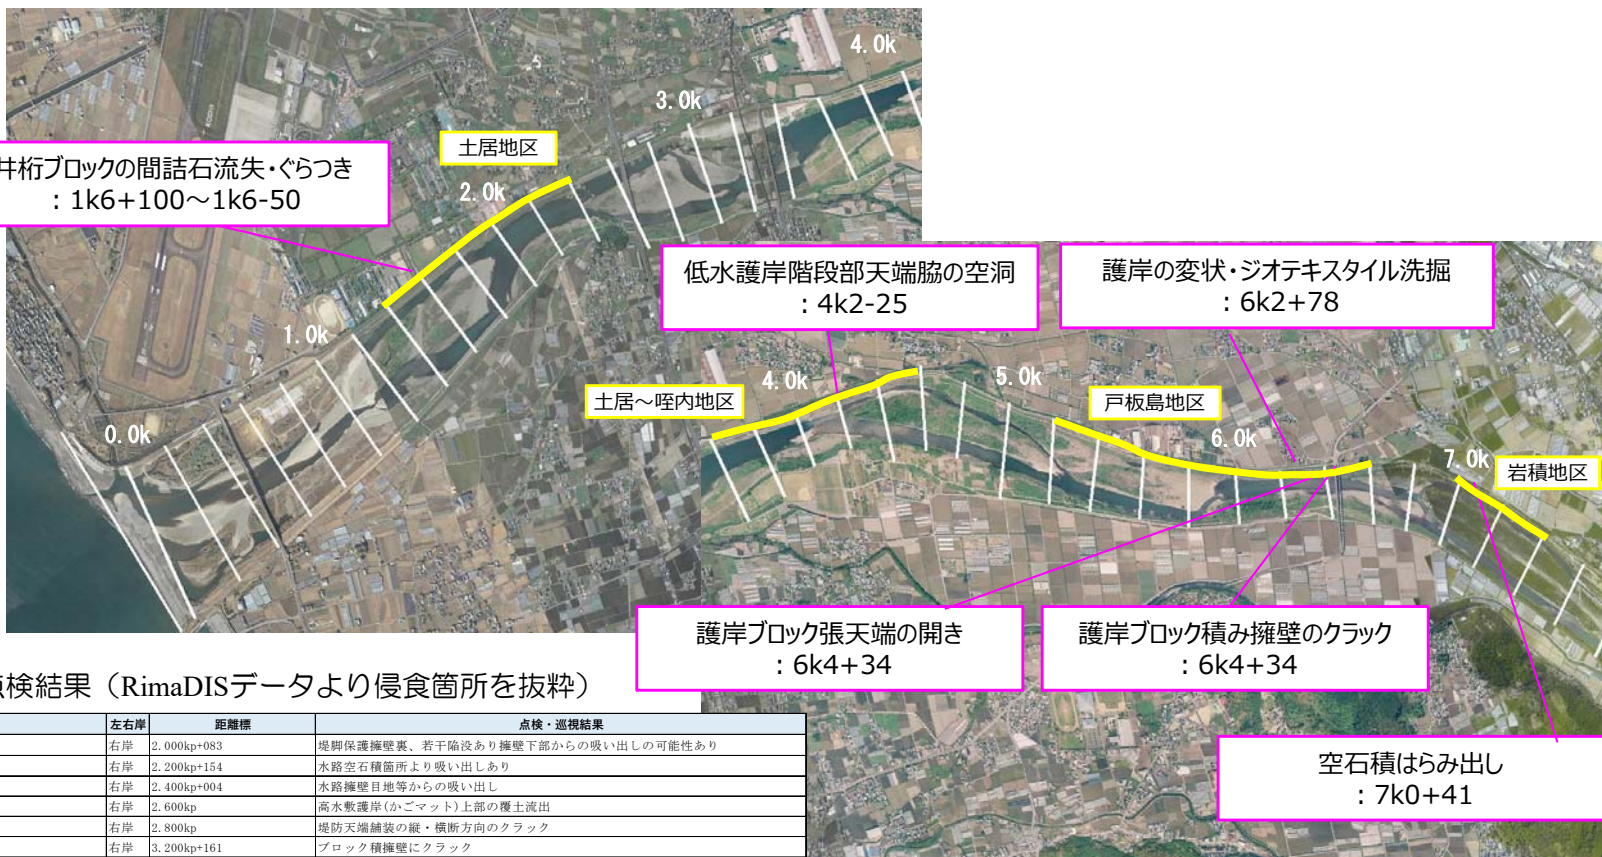 4.0k
3.0k
土居地区
2.0k
井桁ブロックの間詰石流失・ぐらつき
：1k6+100～1k6-50
1.0k
0.0k
低水護岸階段部天端脇の空洞
：4k2-25
護岸の変状・ジオテキスタイル洗掘
：6k2+78
4.0k
土居～咥内地区
5.0k
戸板島地区
6.0k
7.0k
岩積地区
護岸ブロック張天端の開き
：6k4+34
護岸ブロック積み擁壁のクラック
：6k4+34
空石積はらみ出し
：7k0+41
点検結果（RimaDISデータより侵食箇所を抜粋）
左右岸 距離標 点検・巡視結果
右岸 2.000kp+083 堤脚保護擁壁裏、若干陥没あり擁壁下部からの吸い出しの可能性あり
右岸 2.200kp+154 水路空石積箇所より吸い出しあり
右岸 2.400kp+004 水路擁壁目地等からの吸い出し
右岸 2.600kp 高水敷護岸(かごマット)上部の覆土流出
右岸 2.800kp 堤防天端舗装の縦・横断方向のクラック
右岸 3.200kp+161 ブロック積擁壁にクラック